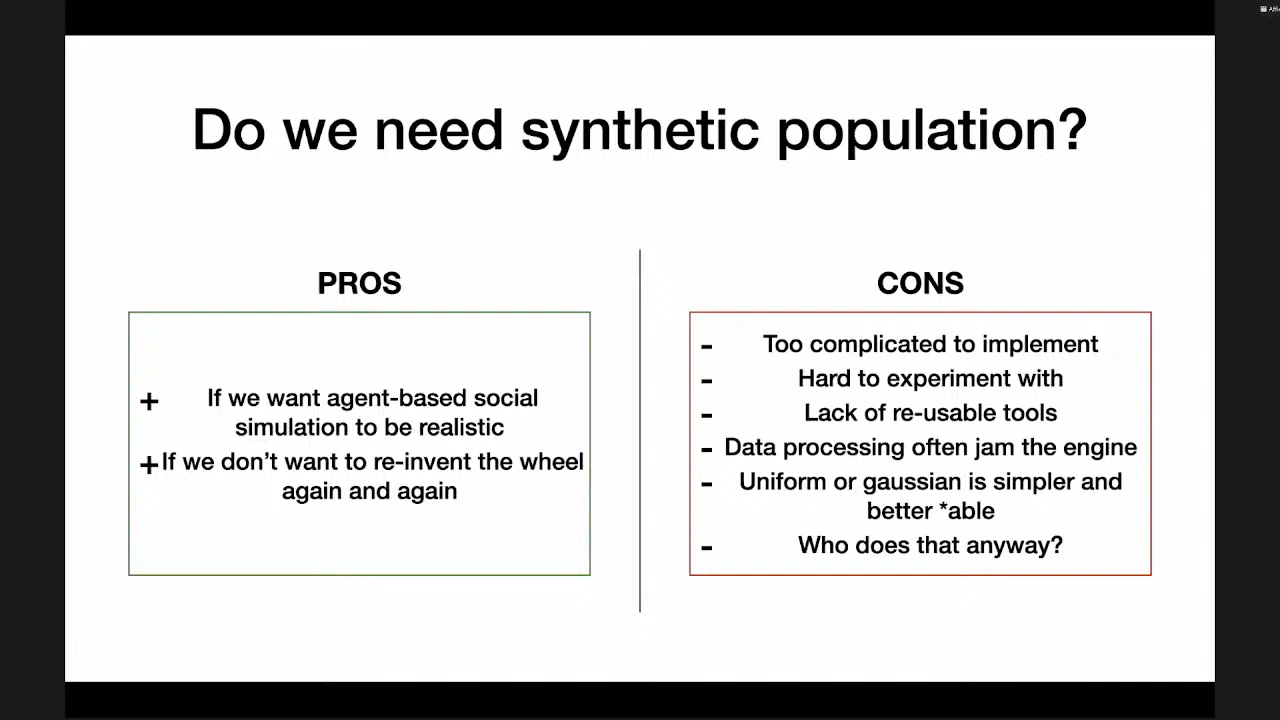 Do we need synthetic population?
PROS
+ If we want agent-based social
simulation to be realistic
+ If we don't want to re-invent the wheel
again and again
CONS
- Too complicated to implement
- Hard to experiment with
- Lack of re-usable tools
- Data processing often jam the engine
- Uniform or gaussian is simpler and
better *able
- Who does that anyway?